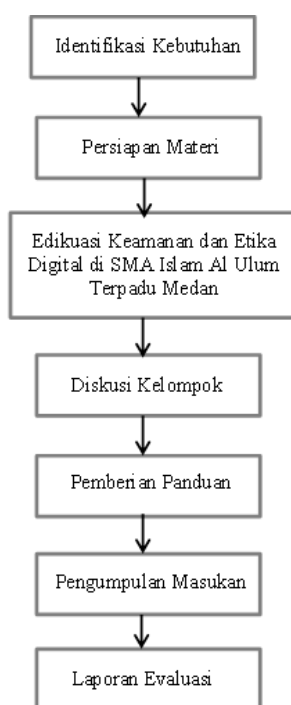 Identifikasi Kebutuhan
Persiapan Materi
Edikuasi Keamanan dan Etika
Digital di SMA Islam Al Ulum
Terpadu Medan
Diskusi Kelompok
Pemberian Panduan
Pengumpulan Masukan
Laporan Evaluasi